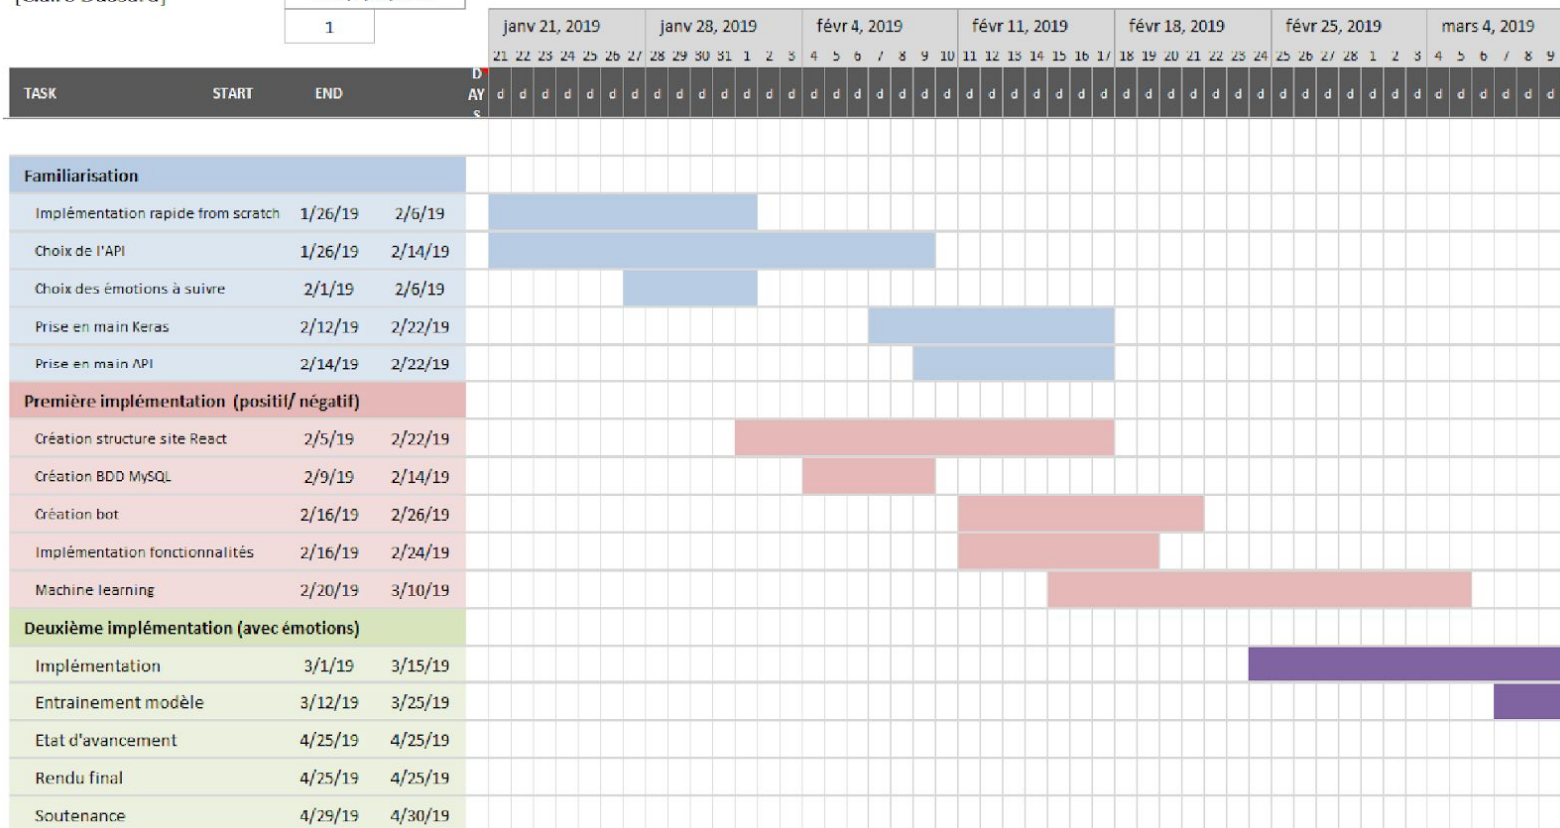 1
janv 21, 2019 janv 28, 2019 févr 4, 2019 févr 11, 2019 févr 18, 2019 févr 25, 2019 mars 4, 2019
21 22 23 24 25 26 27 28 29 30 31 1 2 3 4 5 6 7 8 9 10 11 12 13 14 15 16 17 18 19 20 21 22 23 24 25 26 27 28 1 2 3 4 5 6 7 8 9
TASK START END DAYS d d d d d d d d d d d d d d d d d d d d d d d d d d d d d d d d d d d d d d d d d d d d d d d d
Familiarisation
Implémentation rapide from scratch 1/26/19 2/6/19
Choix de l'API 1/26/19 2/14/19
Choix des émotions à suivre 2/1/19 2/6/19
Prise en main Keras 2/12/19 2/22/19
Prise en main API 2/14/19 2/22/19
Première implémentation (positif/ négatif)
Création structure site React 2/5/19 2/22/19
Création BDD MySQL 2/9/19 2/14/19
Création bot 2/16/19 2/26/19
Implémentation fonctionnalités 2/16/19 2/24/19
Machine learning 2/20/19 3/10/19
Deuxième implémentation (avec émotions)
Implémentation 3/1/19 3/15/19
Entrainement modèle 3/12/19 3/25/19
Etat d'avancement 4/25/19 4/25/19
Rendu final 4/25/19 4/25/19
Soutenance 4/29/19 4/30/19